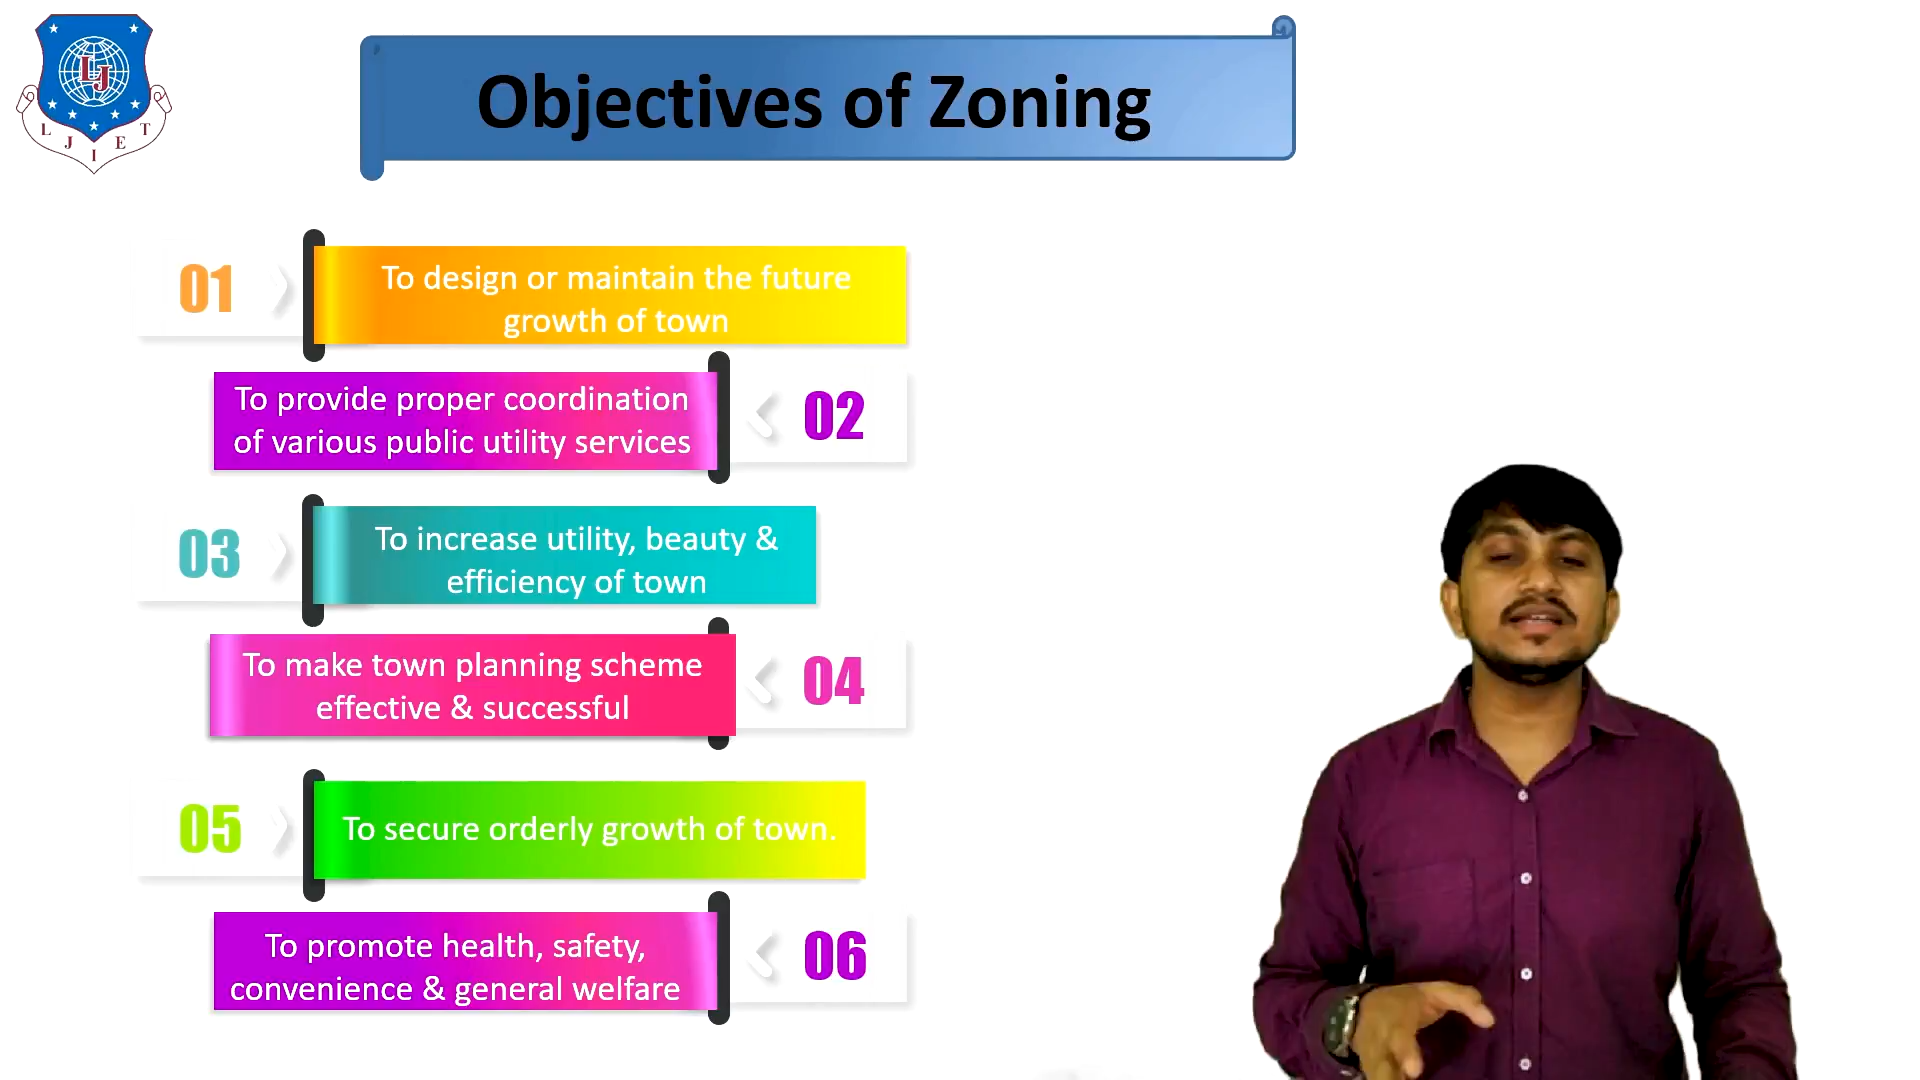 LJ
L J I E T
Objectives of Zoning
01
To design or maintain the future
growth of town
To provide proper coordination
of various public utility services
02
03
To increase utility, beauty &
efficiency of town
To make town planning scheme
effective & successful
04
05
To secure orderly growth of town.
To promote health, safety,
convenience & general welfare
06